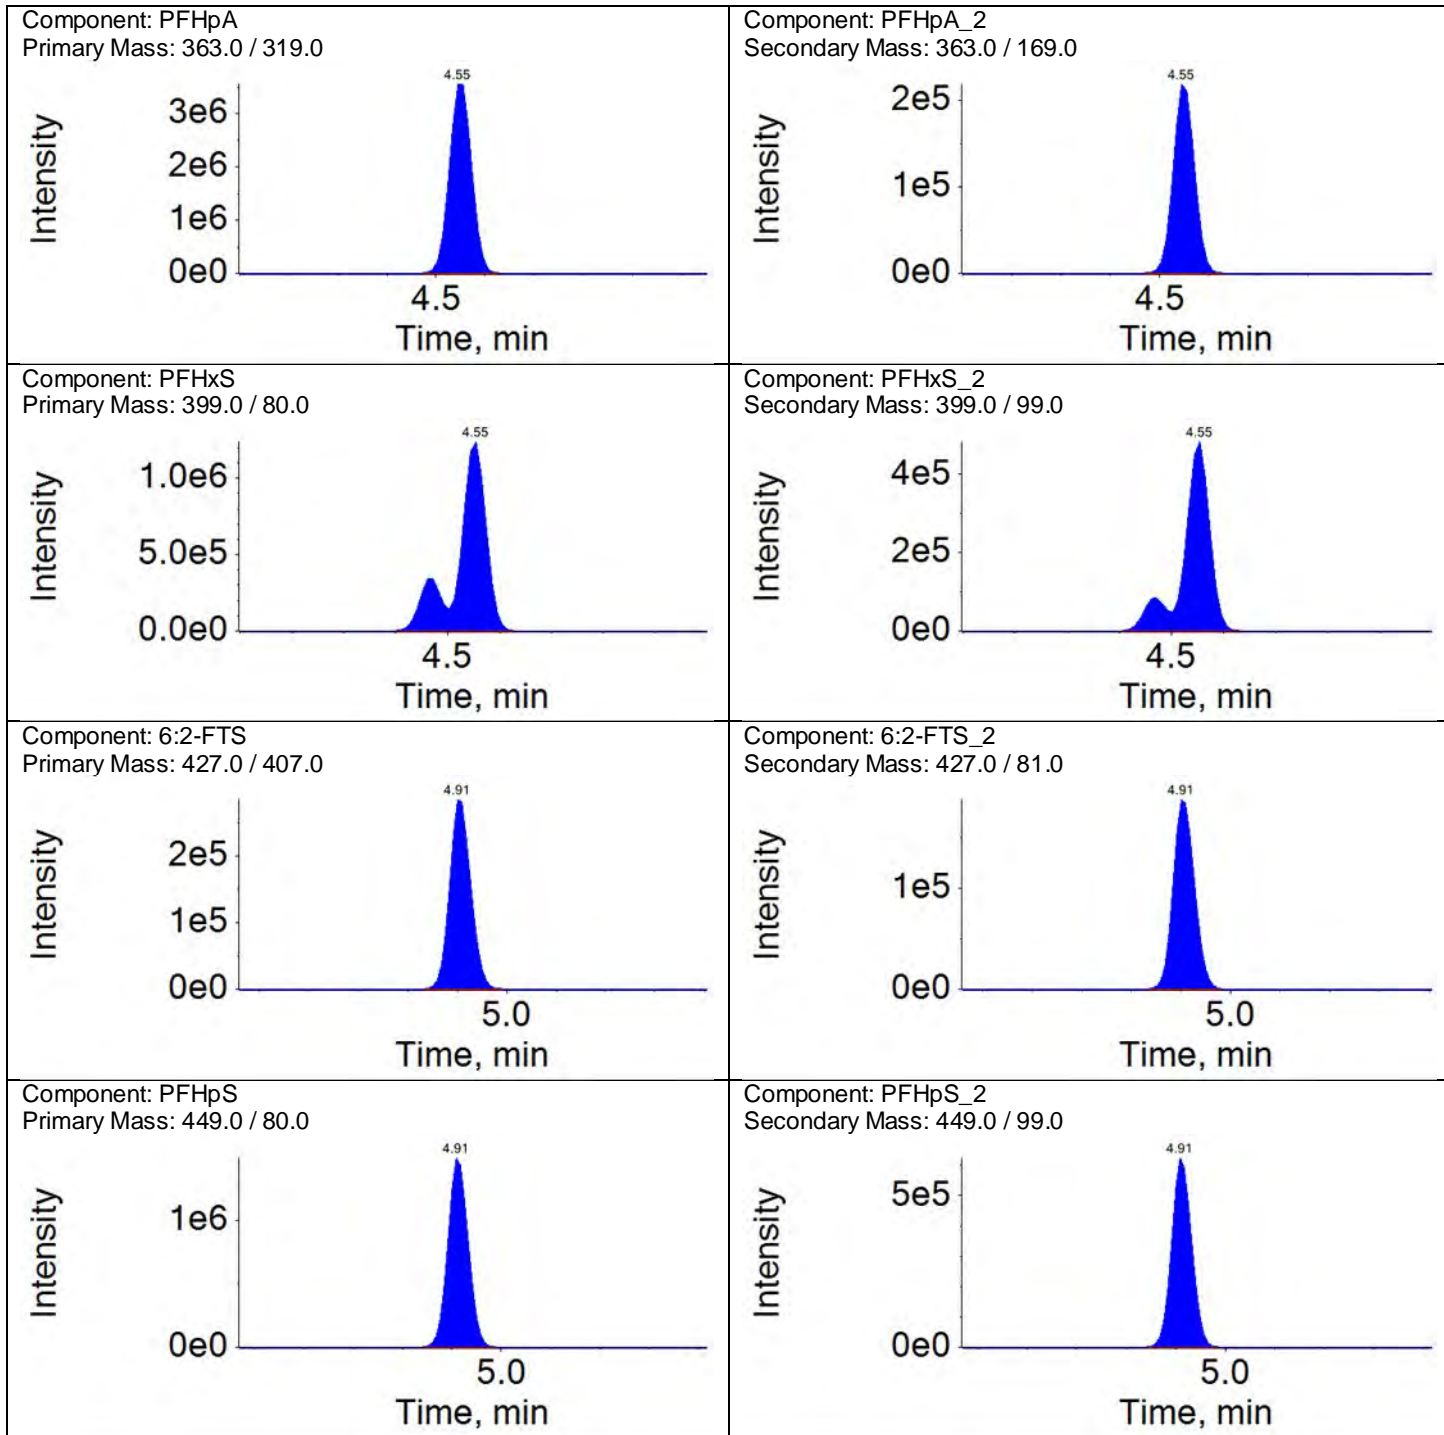 Component: PFHpA
Primary Mass: 363.0 / 319.0
4.55
3e6
2e6
1e6
0e0
Intensity
4.5
Time, min
Component: PFHpA_2
Secondary Mass: 363.0 / 169.0
4.55
2e5
1e5
0e0
Intensity
4.5
Time, min
Component: PFHxS
Primary Mass: 399.0 / 80.0
4.55
1.0e6
5.0e5
0.0e0
Intensity
4.5
Time, min
Component: PFHxS_2
Secondary Mass: 399.0 / 99.0
4.55
4e5
2e5
0e0
Intensity
4.5
Time, min
Component: 6:2-FTS
Primary Mass: 427.0 / 407.0
4.91
2e5
1e5
0e0
Intensity
5.0
Time, min
Component: 6:2-FTS_2
Secondary Mass: 427.0 / 81.0
4.91
1e5
0e0
Intensity
5.0
Time, min
Component: PFHpS
Primary Mass: 449.0 / 80.0
4.91
1e6
0e0
Intensity
5.0
Time, min
Component: PFHpS_2
Secondary Mass: 449.0 / 99.0
4.91
5e5
0e0
Intensity
5.0
Time, min